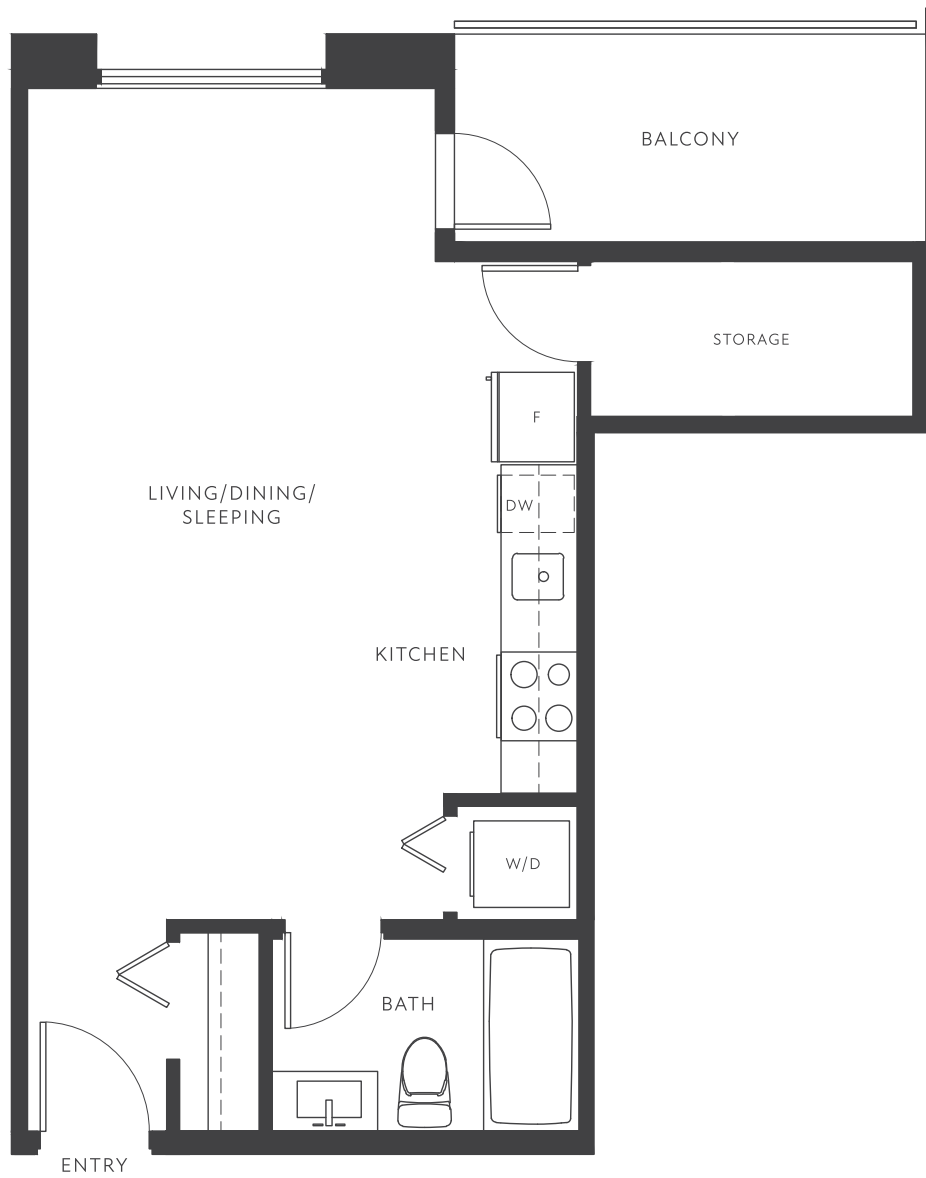 BALCONY
STORAGE
F
LIVING/DINING/
SLEEPING
DW
KITCHEN
W/D
BATH
ENTRY